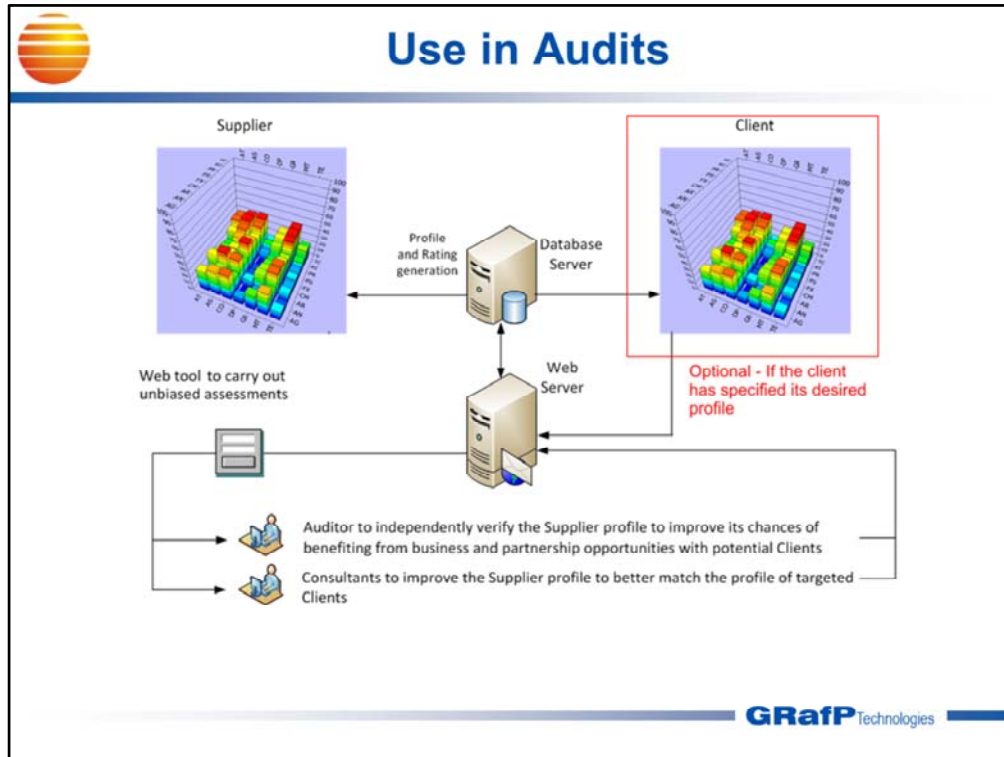 Use in Audits
Supplier
Client
Profile
and Rating
generation
Database
Server
Web tool to carry out
unbiased assessments
Web
Server
Optional - If the client
has specified its desired
profile
Auditor to independently verify the Supplier profile to improve its chances of
benefiting from business and partnership opportunities with potential Clients
Consultants to improve the Supplier profile to better match the profile of targeted
Clients
GRafP Technologies